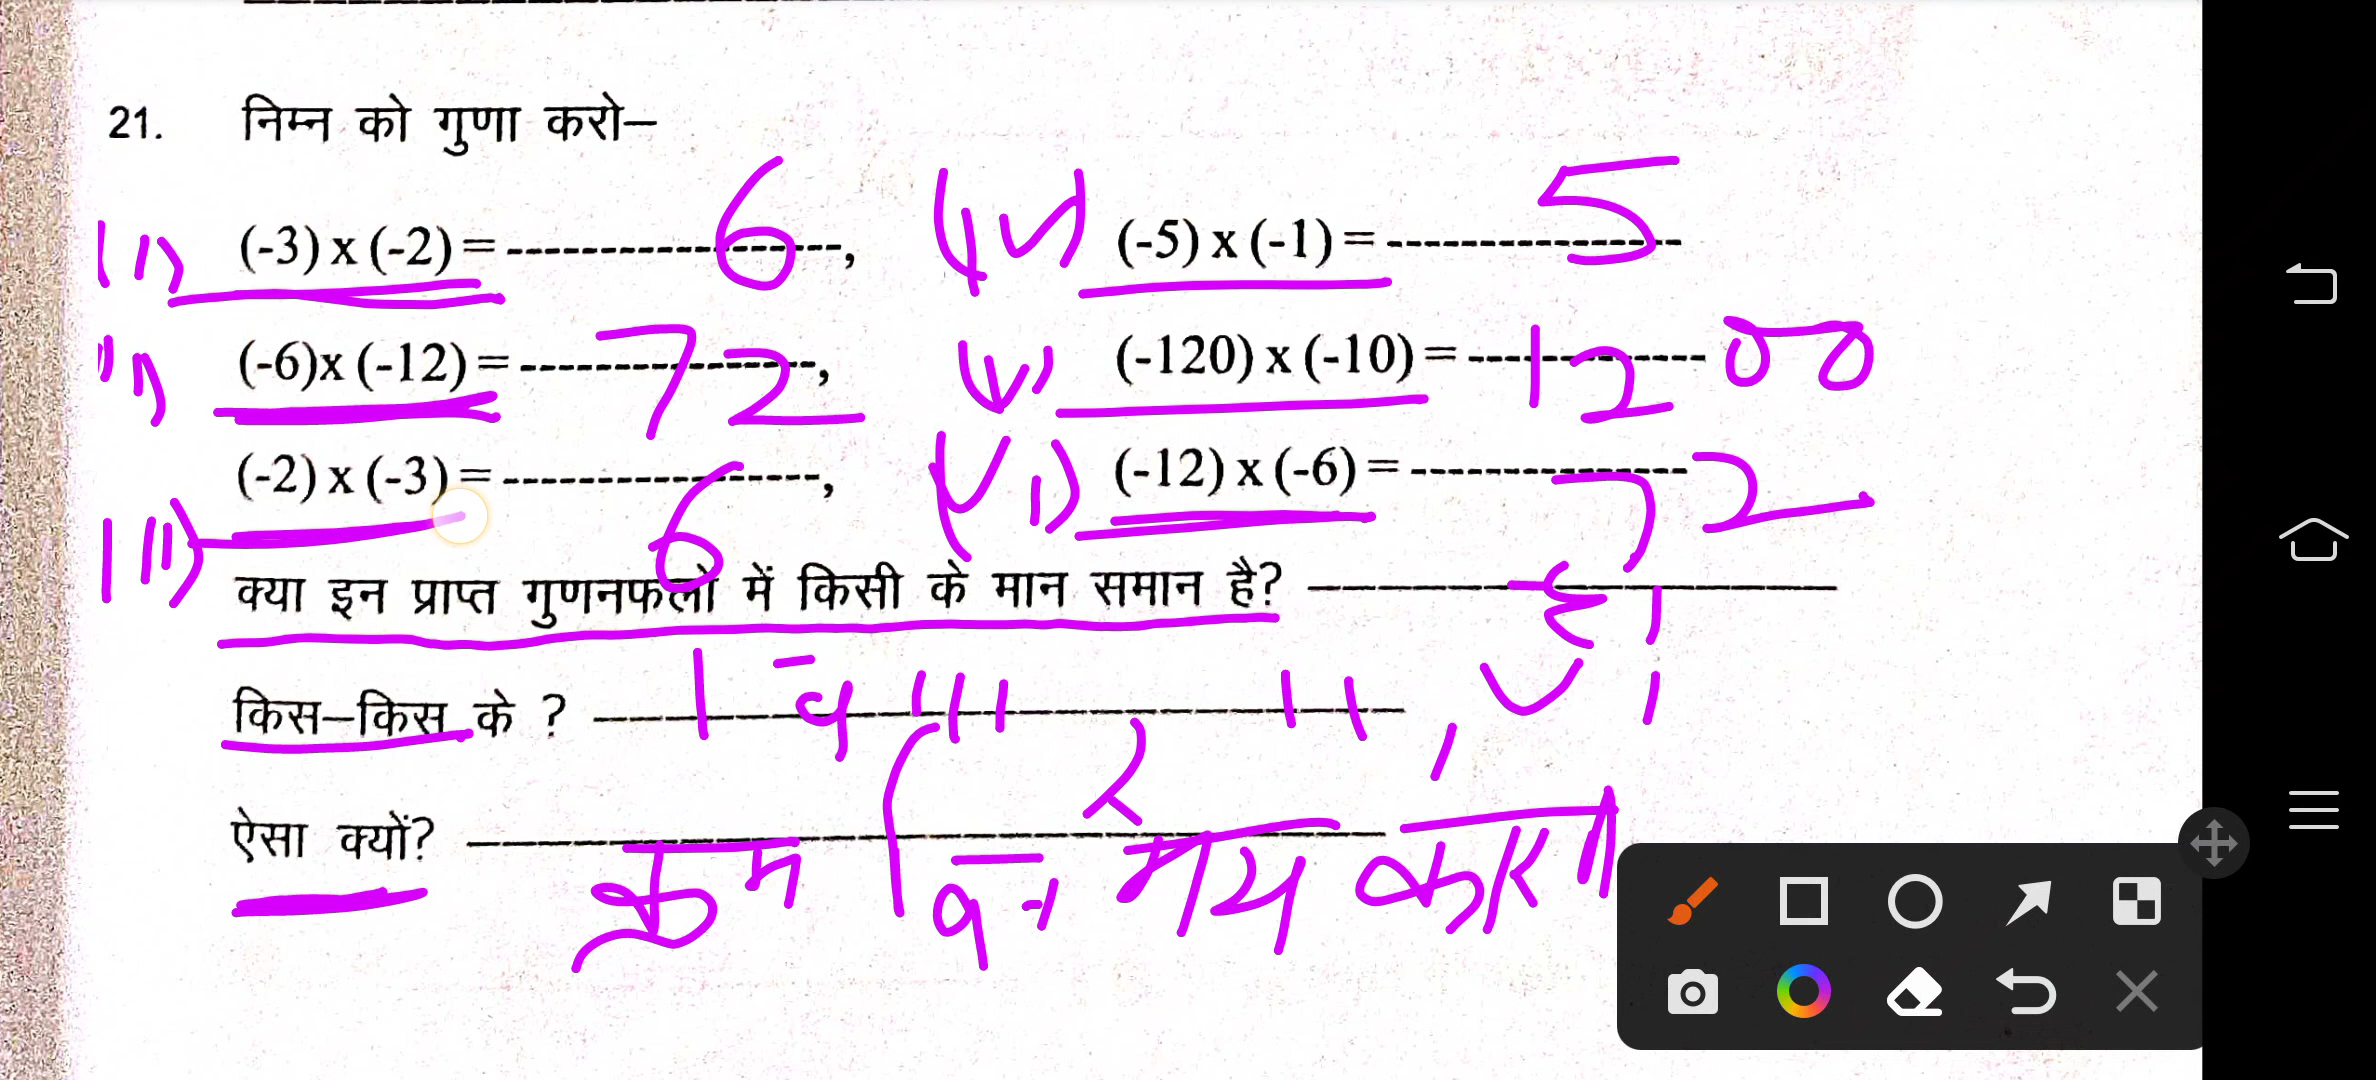 21. निम्न को गुणा करो–
(i) (-3) x (-2) = ------------------, 6 (iv) (-5) x (-1) = ---------------- 5
ii) (-6)x (-12) = ----------------, 72 (v) (-120) x (-10) = ------------- 1200
iii) (-2) x (-3) = -----------------, 6 (vi) (-12) x (-6) = --------------- 72
क्या इन प्राप्त गुणनफलों में किसी के मान समान है? हाँ
किस–किस के ? I व III II व VI
ऐसा क्यों? क्रम विनिमय के कारण